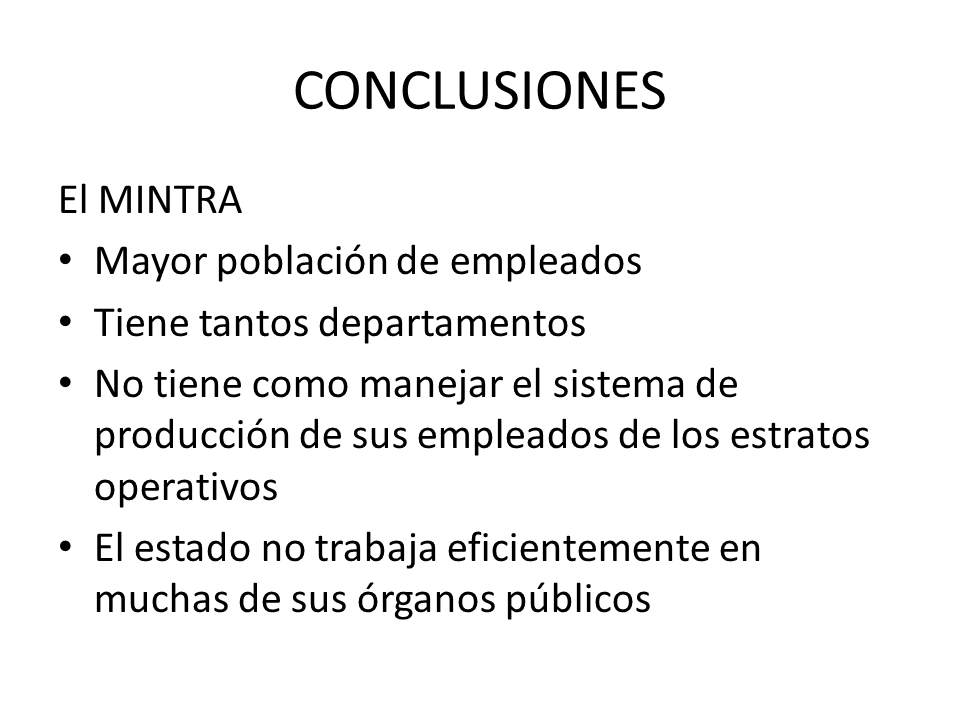 CONCLUSIONES
El MINTRA
• Mayor población de empleados
• Tiene tantos departamentos
• No tiene como manejar el sistema de
producción de sus empleados de los estratos
operativos
• El estado no trabaja eficientemente en
muchas de sus órganos públicos